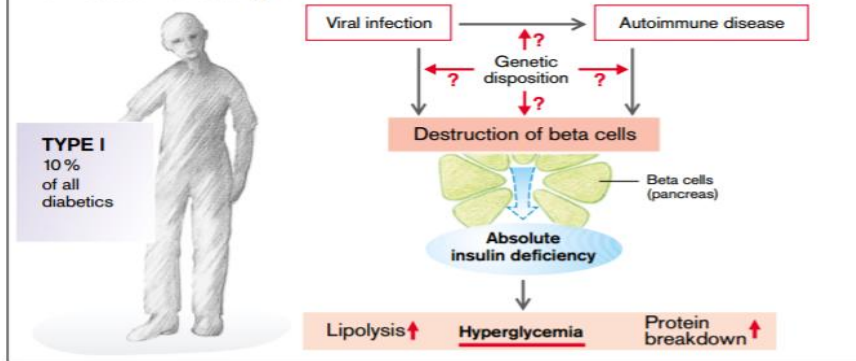 Viral infection
Autoimmune disease
?
Genetic
disposition
?
?
?
Destruction of beta cells
TYPE I
10 %
of all
diabetics
Beta cells
(pancreas)
Absolute
insulin deficiency
Lipolysis
Hyperglycemia
Protein
breakdown